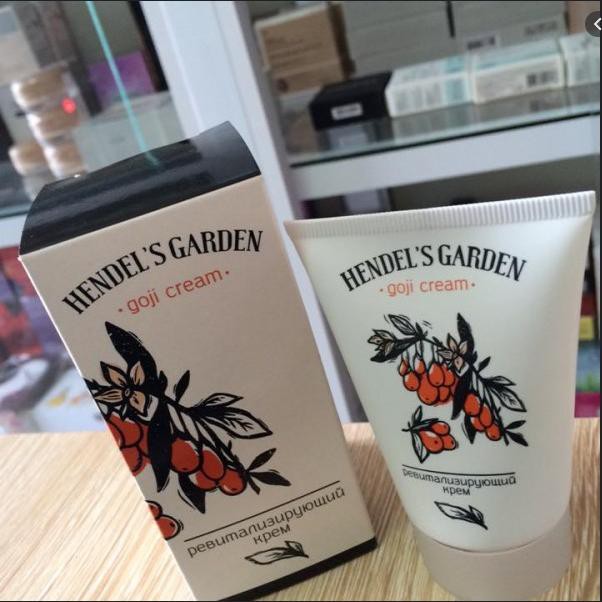 HENDEL'S GARDEN
• goji cream •
ревитализирующий
крем
HENDEL'S GARDEN
• goji cream •
ревитализирующий
крем